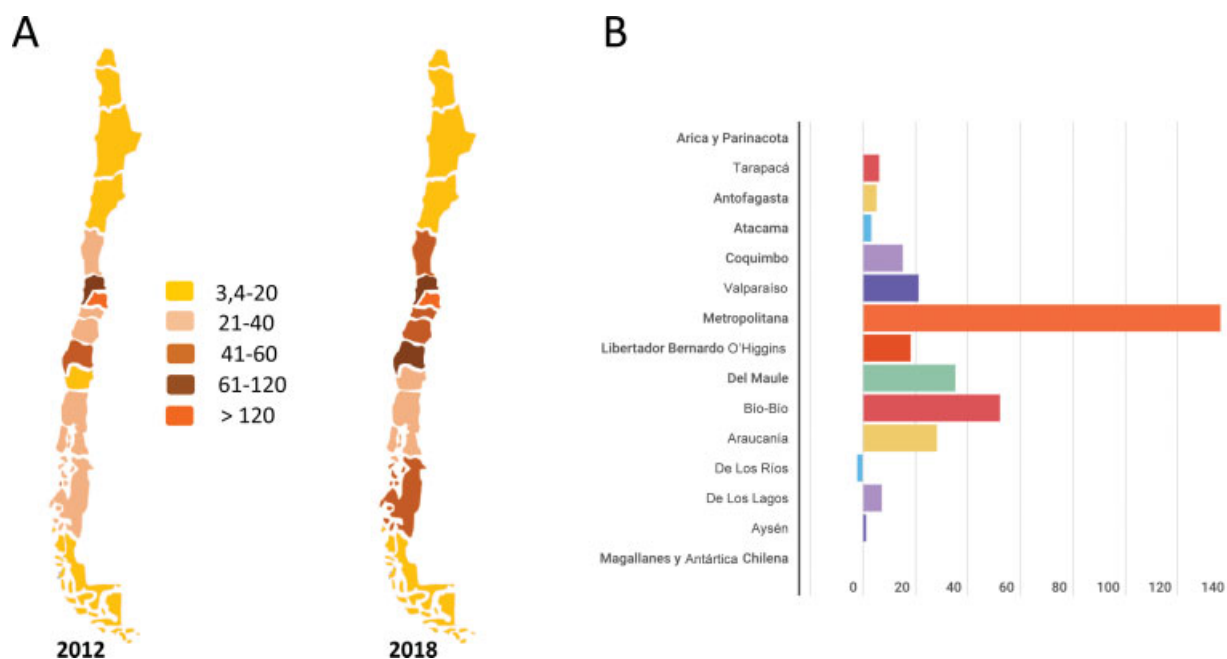 A
3,4-20
21-40
41-60
61-120
> 120
2012
2018
B
Arica y Parinacota
Tarapacá
Antofagasta
Atacama
Coquimbo
Valparaíso
Metropolitana
Libertador Bernardo O'Higgins
Del Maule
Bío-Bío
Araucanía
De Los Ríos
De Los Lagos
Aysén
Magallanes y Antártica Chilena
0 20 40 60 80 100 120 140